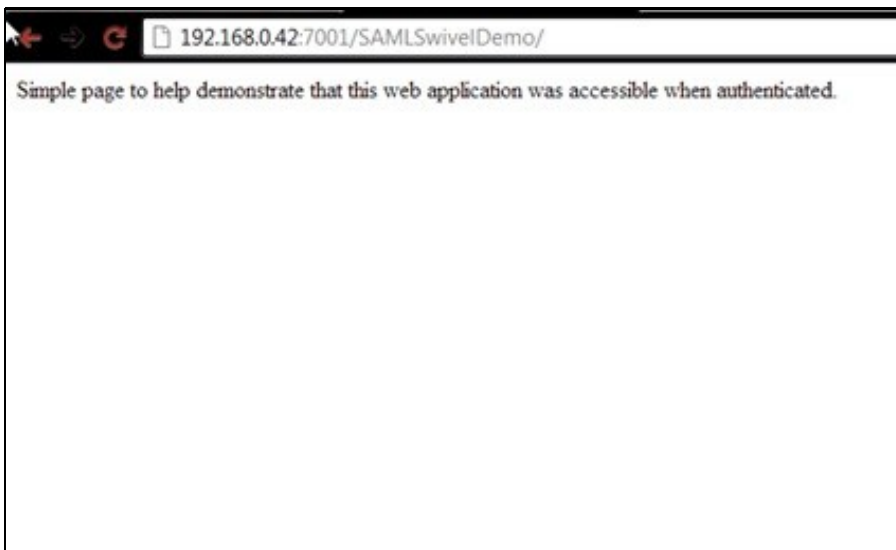 192.168.0.42:7001/SAMLSwivelDemo/
Simple page to help demonstrate that this web application was accessible when authenticated.